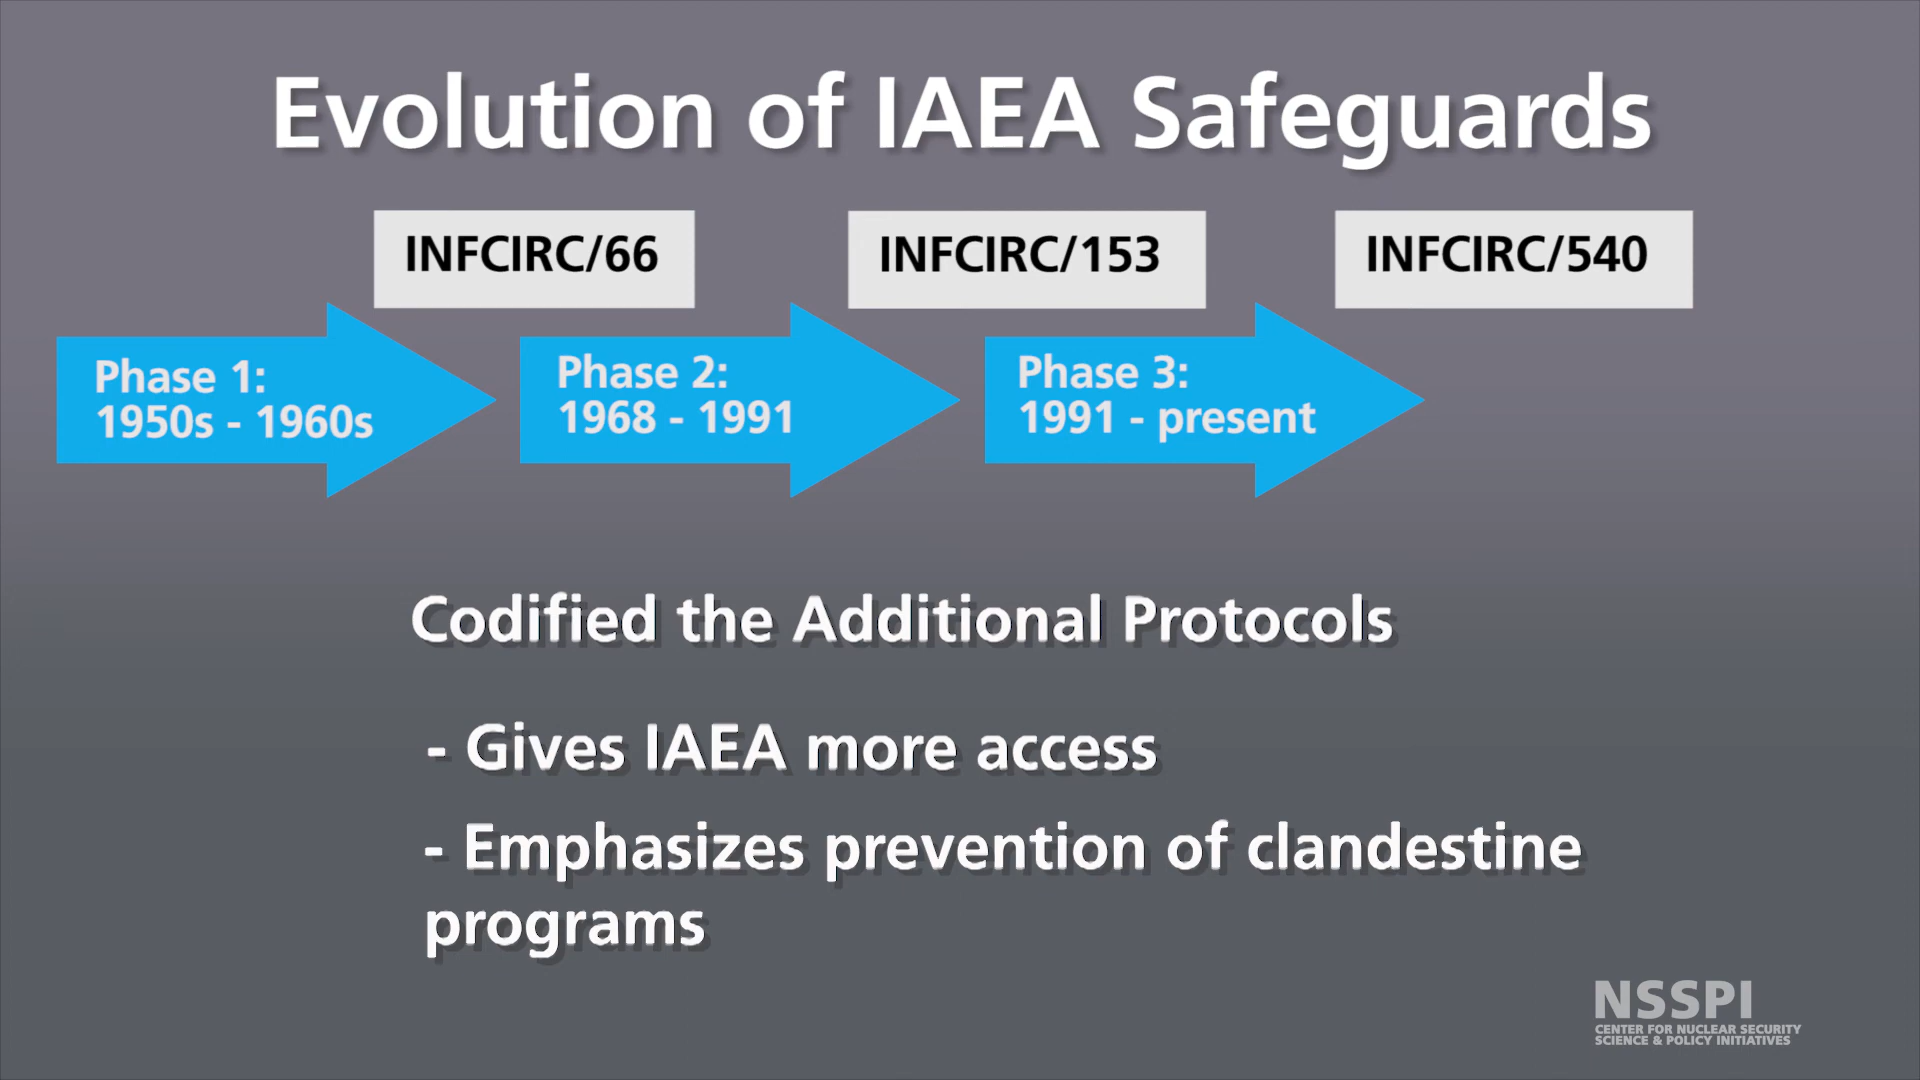 Evolution of IAEA Safeguards
INFCIRC/66
INFCIRC/153
INFCIRC/540
Phase 1:
1950s - 1960s
Phase 2:
1968 - 1991
Phase 3:
1991 - present
Codified the Additional Protocols
- Gives IAEA more access
- Emphasizes prevention of clandestine
programs
NSSPI
CENTER FOR NUCLEAR SECURITY
SCIENCE & POLICY INITIATIVES